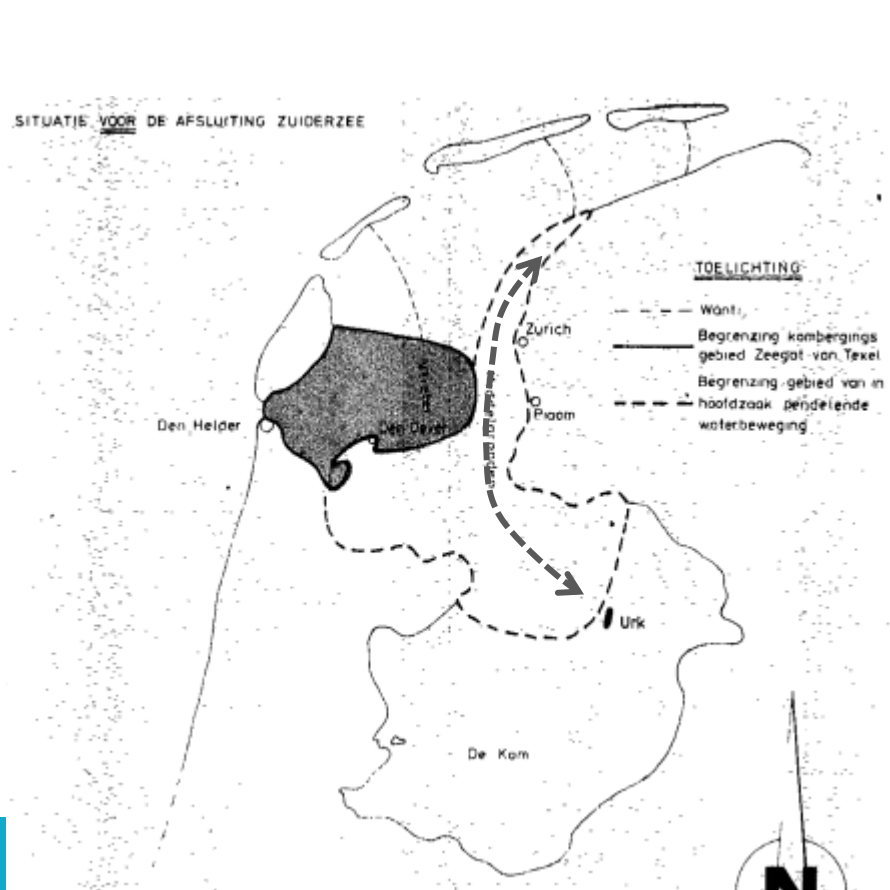 SITUATIE VOOR DE AFSLUITING ZUIDERZEE
TOELICHTING
Want:
Begrenzing kombergings
gebied Zeegat van Texel
Begrenzing gebied van in
hoofdzaak pendelende
waterbeweging
Zurich
Piaam
Den Helder
Den Oever
Urk
De Kom
N